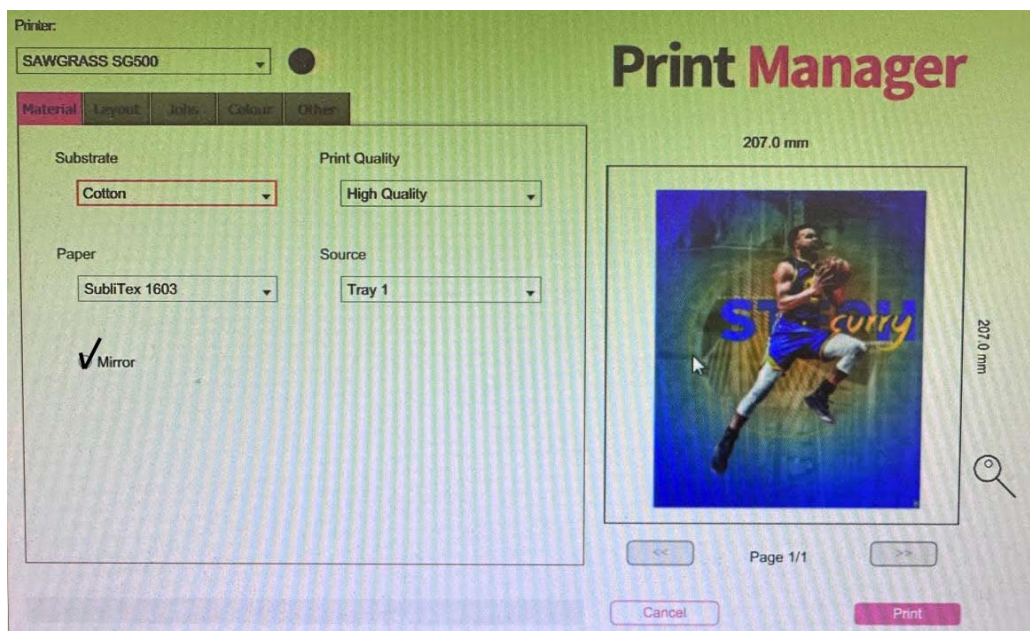 Printer:
SAWGRASS SG500
Print Manager
Material Layout Jobs Colour Other
Substrate
Cotton
Print Quality
High Quality
Paper
SubliTex 1603
Source
Tray 1
Mirror
207.0 mm
207.0 mm
curry
<< Page 1/1 >>
Cancel Print